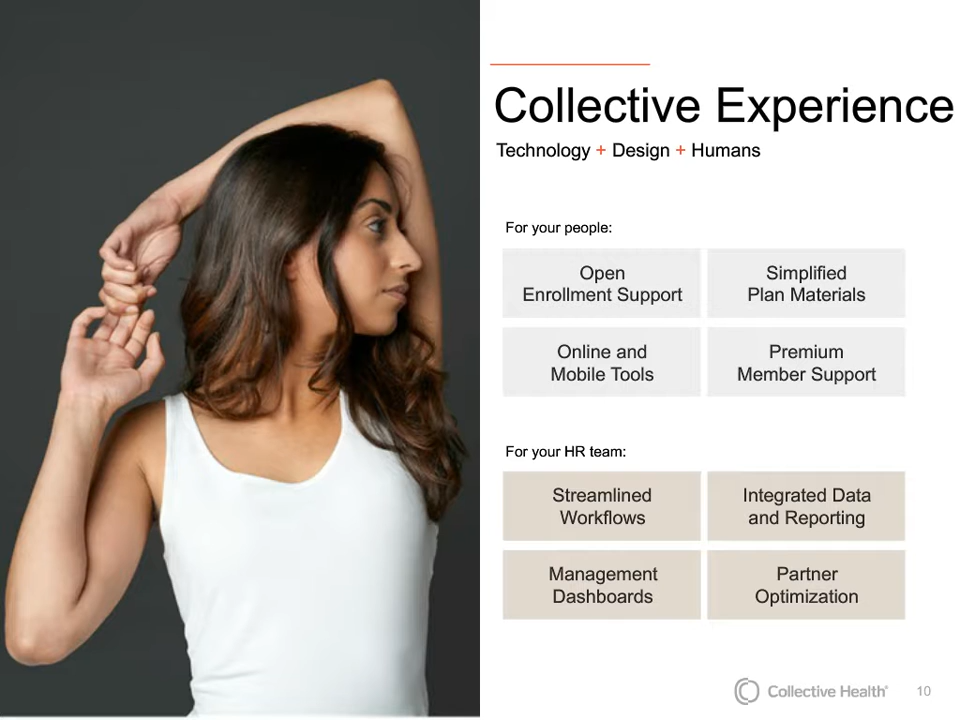 Collective Experience
Technology + Design + Humans
For your people:
Open
Enrollment Support
Simplified
Plan Materials
Online and
Mobile Tools
Premium
Member Support
For your HR team:
Streamlined
Workflows
Integrated Data
and Reporting
Management
Dashboards
Partner
Optimization
Collective Health®
10